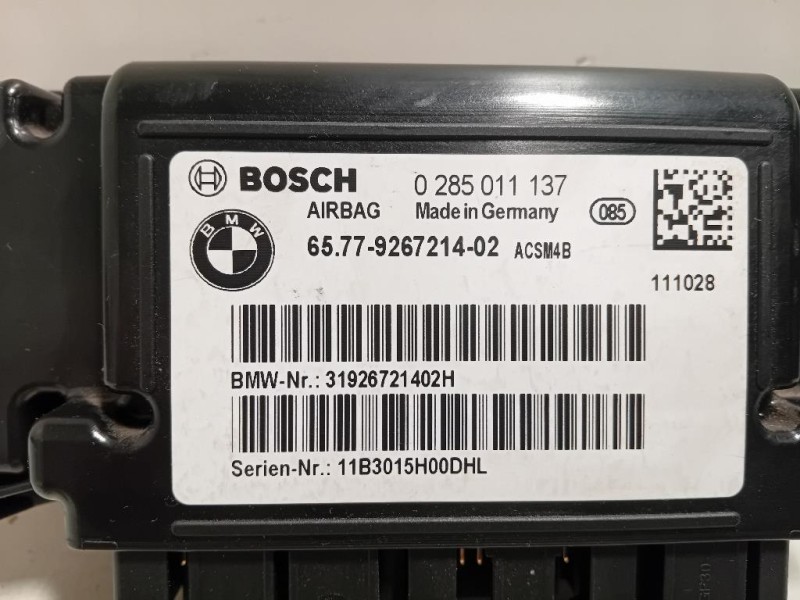 BOSCH 0 285 011 137
AIRBAG Made in Germany 085
BMW
65.77-9267214-02 ACSM4B
111028
BMW-Nr.: 31926721402H
Serien-Nr.: 11B3015H00DHL